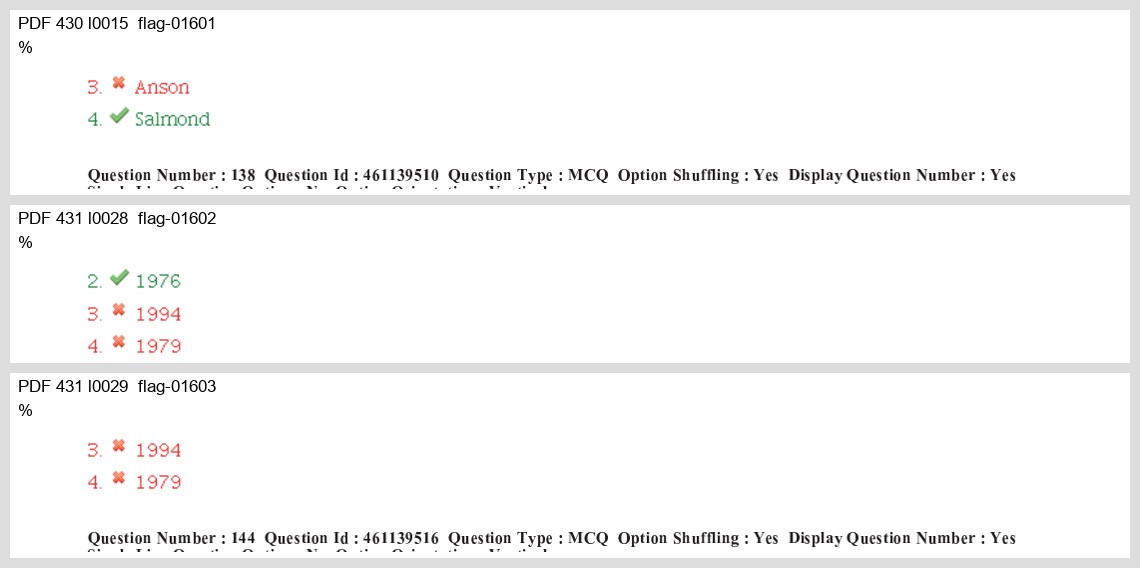 PDF 430 l0015 flag-01601
%
3. Anson
4. Salmond
Question Number : 138 Question Id : 461139510 Question Type : MCQ Option Shuffling : Yes Display Question Number : Yes
PDF 431 l0028 flag-01602
%
2. 1976
3. 1994
4. 1979
PDF 431 l0029 flag-01603
%
3. 1994
4. 1979
Question Number : 144 Question Id : 461139516 Question Type : MCQ Option Shuffling : Yes Display Question Number : Yes